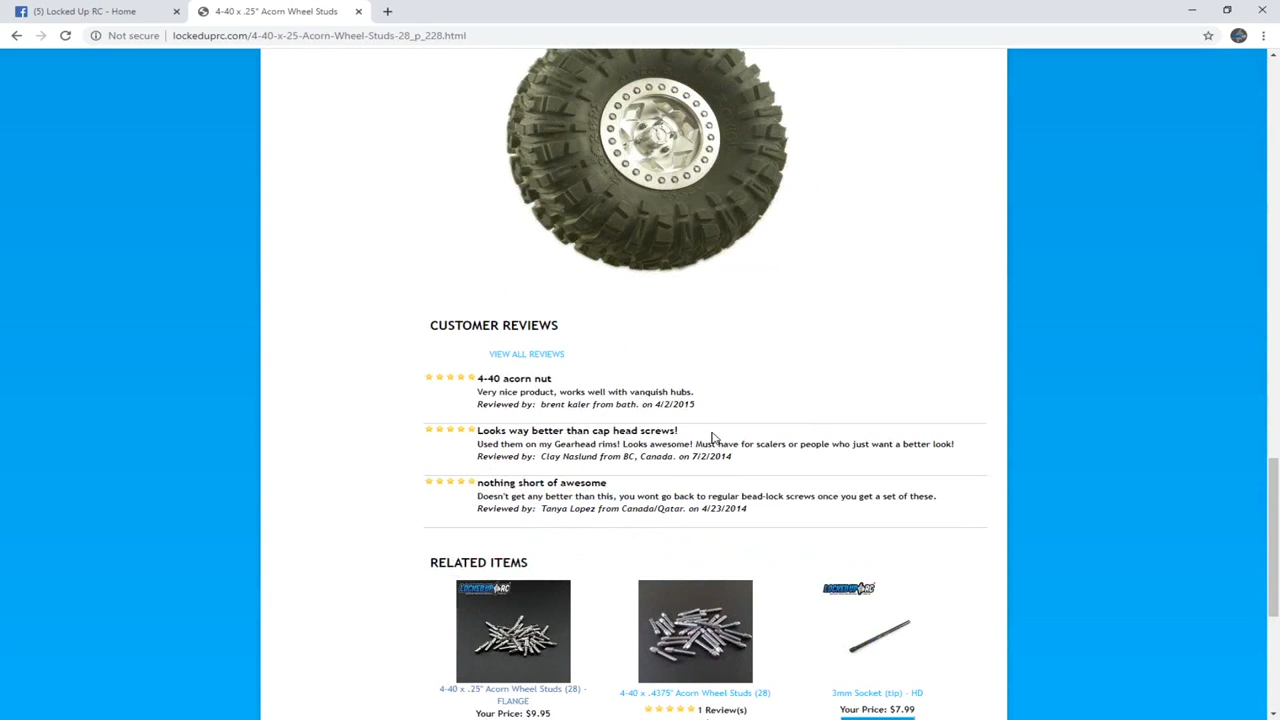 (5) Locked Up RC - Home
4-40 x .25" Acorn Wheel Studs
Not secure
lockeduprc.com/4-40-x-25-Acorn-Wheel-Studs-28_p_228.html
CUSTOMER REVIEWS
VIEW ALL REVIEWS
4-40 acorn nut
Very nice product, works well with vanquish hubs.
Reviewed by: brent kaler from bath. on 4/2/2015
Looks way better than cap head screws!
Used them on my Gearhead rims! Looks awesome! Must have for scalers or people who just want a better look!
Reviewed by: Clay Naslund from BC, Canada. on 7/2/2014
nothing short of awesome
Doesn't get any better than this, you wont go back to regular bead-lock screws once you get a set of these.
Reviewed by: Tanya Lopez from Canada/Qatar. on 4/23/2014
RELATED ITEMS
LOCKED UP RC
LOCKED UP RC
4-40 x .25" Acorn Wheel Studs (28) -
FLANGE
Your Price: $9.95
4-40 x .4375" Acorn Wheel Studs (28)
1 Review(s)
3mm Socket (tip) - HD
Your Price: $7.99